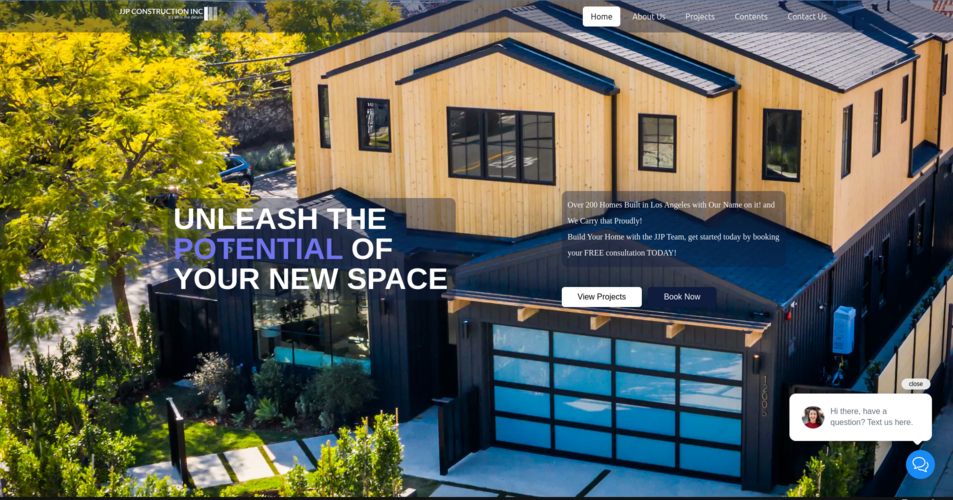 JJP CONSTRUCTION INC
Home
About Us
Projects
Contents
Contact Us
UNLEASH THE
POTENTIAL OF
YOUR NEW SPACE
Over 200 Homes Built in Los Angeles with Our Name on it! and
We Carry that Proudly!
Build Your Home with the JJP Team, get started today by booking
your FREE consultation TODAY!
View Projects
Book Now
close
Hi there, have a
question? Text us here.